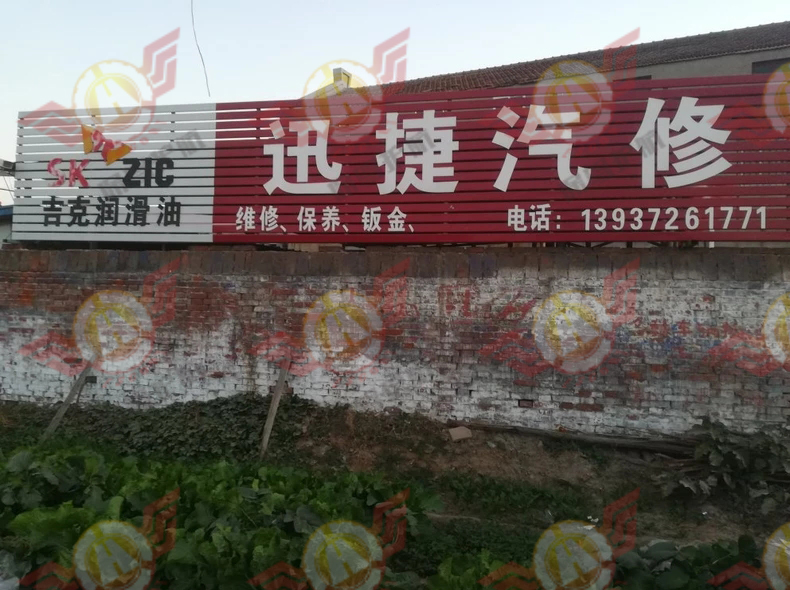 SK ZIC
吉克润滑油
迅捷汽修
维修、保养、钣金、
电话：13937261771